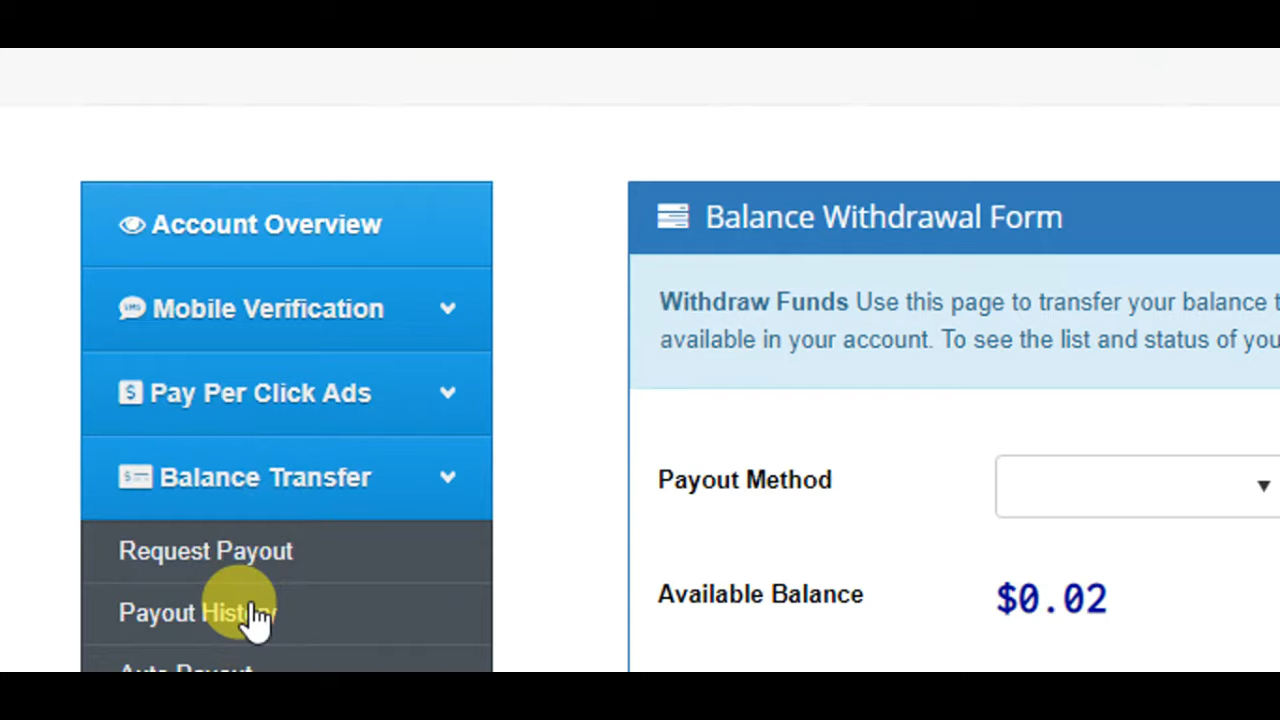 Account Overview
Mobile Verification
Pay Per Click Ads
Balance Transfer
Request Payout
Payout History
Auto Payout
Balance Withdrawal Form
Withdraw Funds Use this page to transfer your balance t
available in your account. To see the list and status of you
Payout Method
Available Balance
$0.02